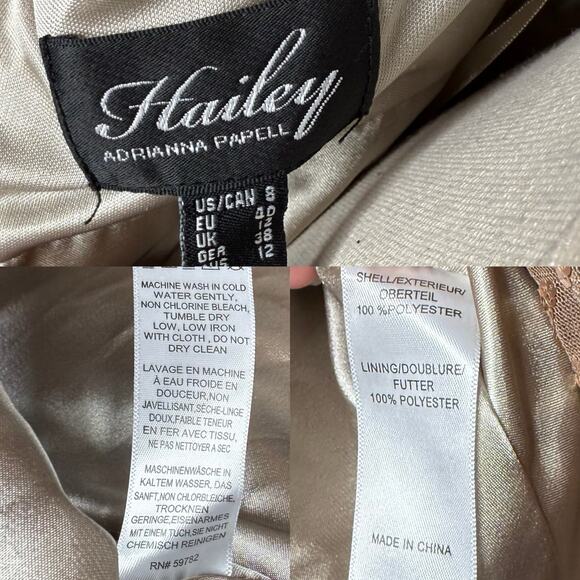 Hailey
ADRIANNA PAPELL
US/CAN 8
EU 40
UK 12
GER 38
12
MACHINE WASH IN COLD
WATER GENTLY,
NON CHLORINE BLEACH,
TUMBLE DRY
LOW, LOW IRON
WITH CLOTH , DO NOT
DRY CLEAN
LAVAGE EN MACHINE
À EAU FROIDE EN
DOUCEUR,NON
JAVELLISANT,SÈCHE-LINGE
DOUX,FAIBLE TENEUR
EN FER AVEC TISSU,
NE PAS NETTOYER A SEC
MASCHINENWÄSCHE IN
KALTEM WASSER, DAS
SANFT,NON CHLORBLEICHE,
TROCKNEN
GERINGE,EISENARMES
MIT EINEM TUCH,SIE NICHT
CHEMISCH REINIGEN
RN# 59782
SHELL/EXTERIEUR/
OBERTEIL
100 %POLYESTER
LINING/DOUBLURE/
FUTTER
100% POLYESTER
MADE IN CHINA